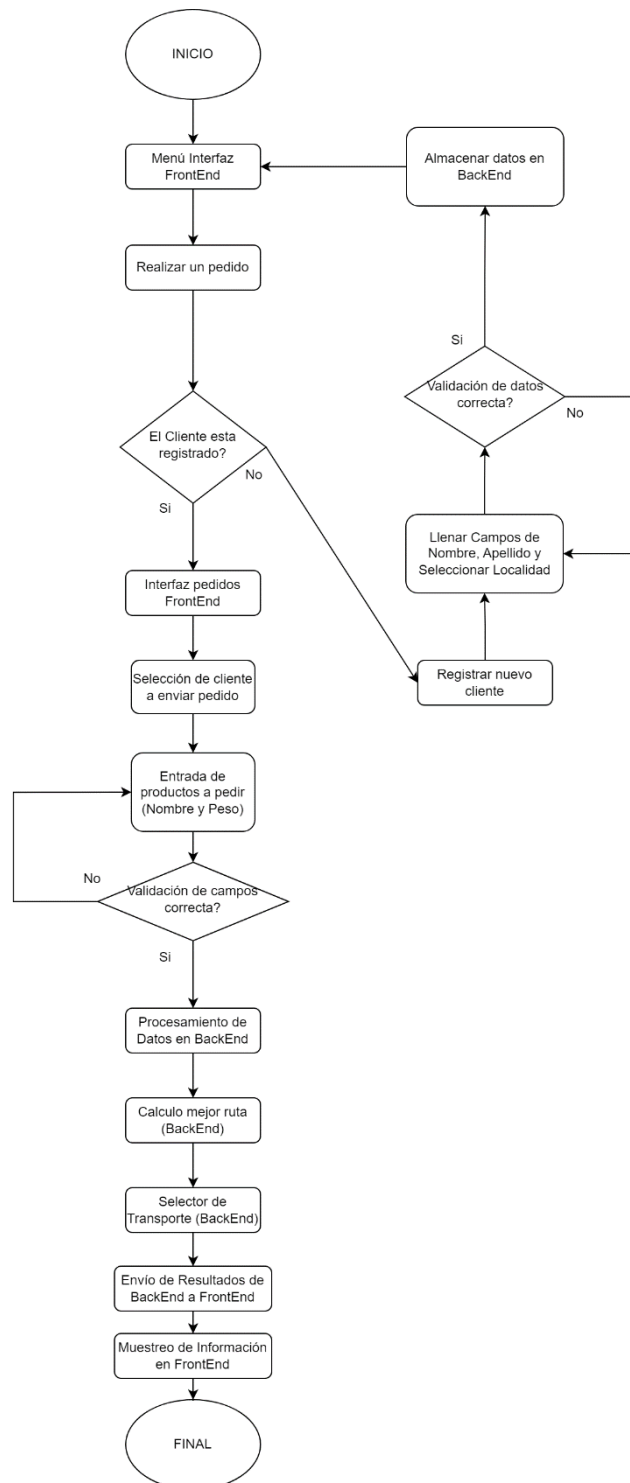 INICIO
Menú Interfaz
FrontEnd
Almacenar datos en
BackEnd
Realizar un pedido
Si
Validación de datos
correcta?
No
El Cliente esta
registrado?
No
Si
Llenar Campos de
Nombre, Apellido y
Seleccionar Localidad
Interfaz pedidos
FrontEnd
Registrar nuevo
cliente
Selección de cliente
a enviar pedido
Entrada de
productos a pedir
(Nombre y Peso)
No
Validación de campos
correcta?
Si
Procesamiento de
Datos en BackEnd
Calculo mejor ruta
(BackEnd)
Selector de
Transporte (BackEnd)
Envío de Resultados de
BackEnd a FrontEnd
Muestreo de Información
en FrontEnd
FINAL